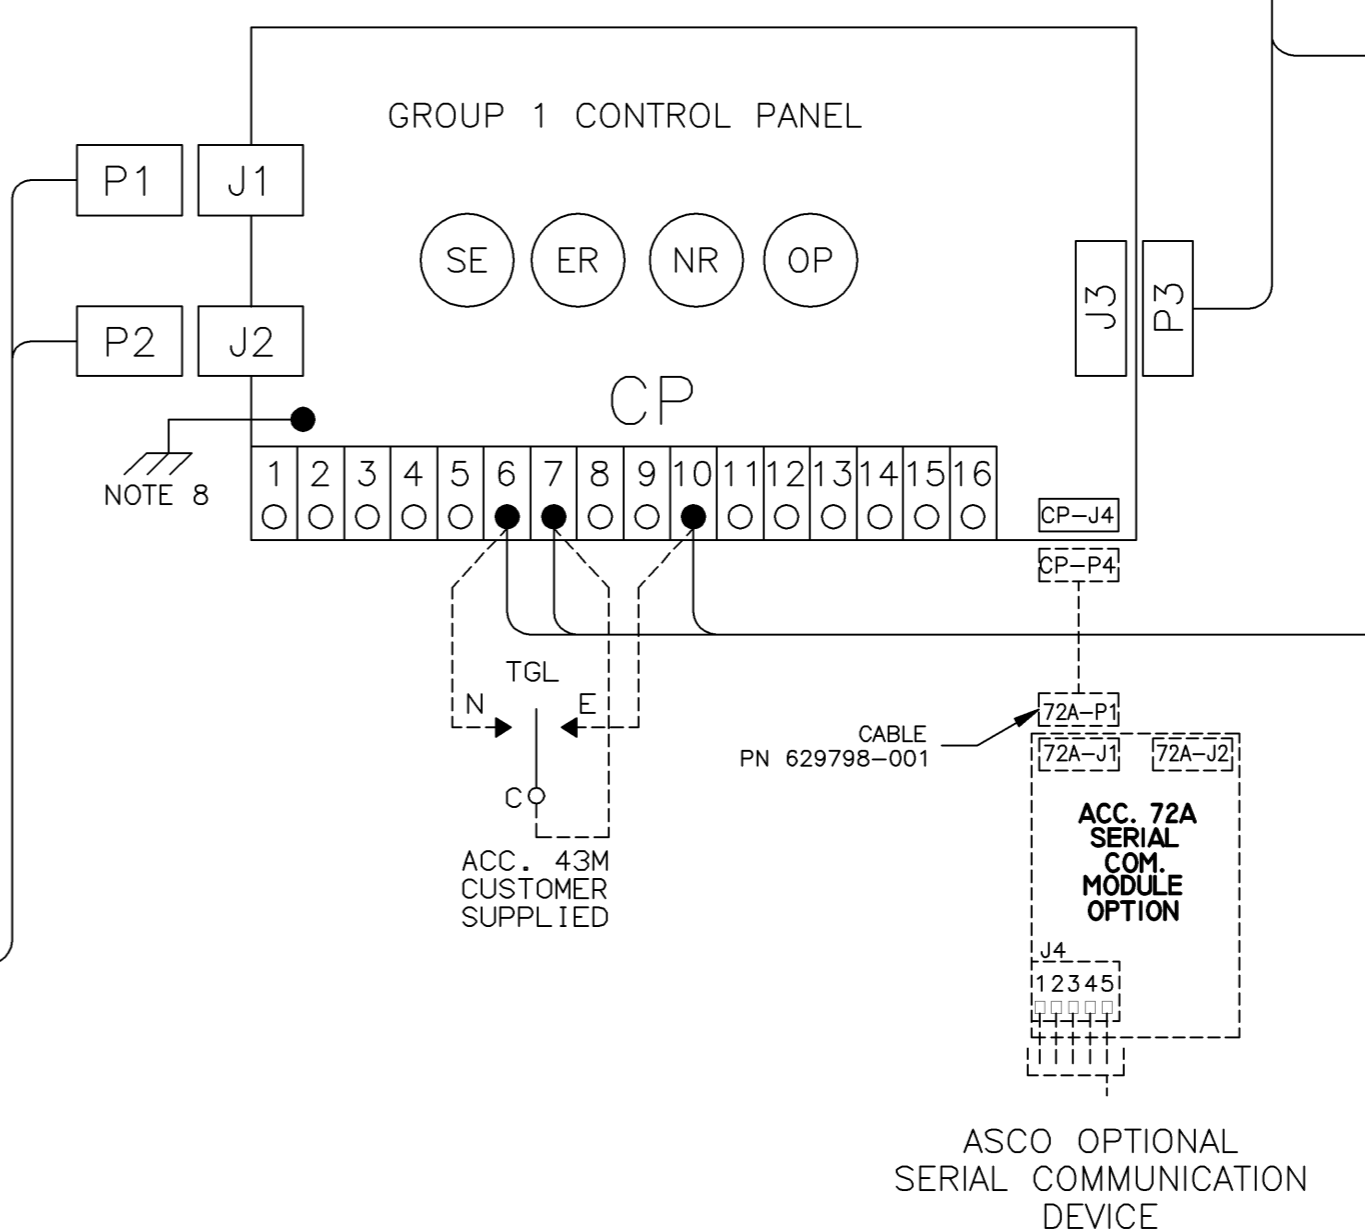 GROUP 1 CONTROL PANEL
P1
J1
SE
ER
NR
OP
J3
P3
P2
J2
CP
NOTE 8
1 2 3 4 5 6 7 8 9 10 11 12 13 14 15 16
CP-J4
CP-P4
TGL
N
E
C
ACC. 43M
CUSTOMER
SUPPLIED
CABLE
PN 629798-001
72A-P1
72A-J1
72A-J2
ACC. 72A
SERIAL
COM.
MODULE
OPTION
J4
12345
ASCO OPTIONAL
SERIAL COMMUNICATION
DEVICE